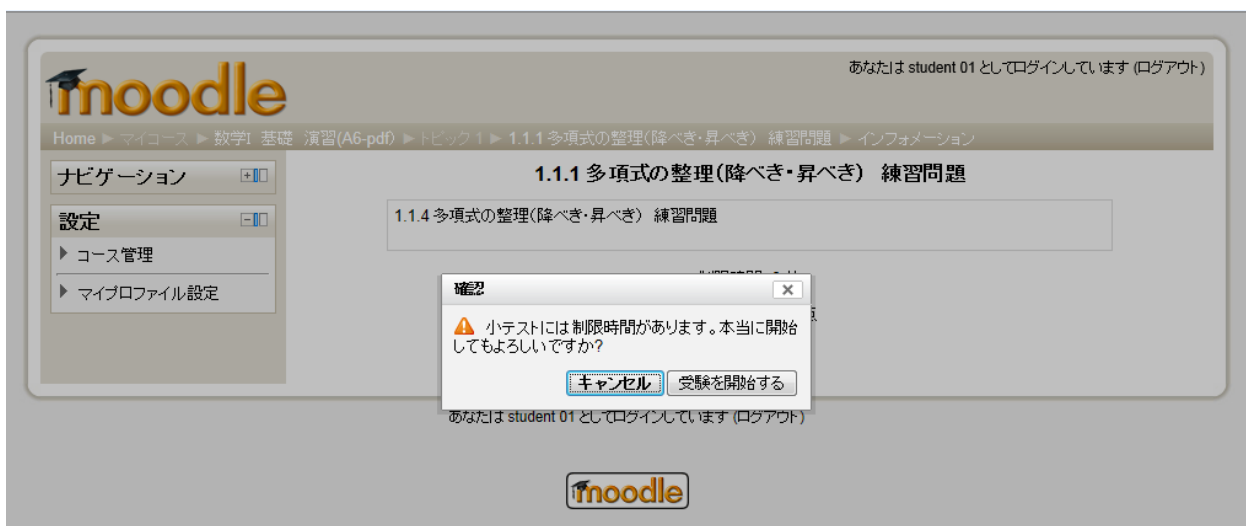 あなたは student 01 としてログインしています (ログアウト)
moodle
Home ► マイコース ► 数学I 基礎 演習(A6-pdf) ► トピック 1 ► 1.1.1 多項式の整理(降べき・昇べき) 練習問題 ► インフォメーション
ナビゲーション
1.1.1 多項式の整理(降べき・昇べき) 練習問題
設定
1.1.4 多項式の整理(降べき・昇べき) 練習問題
コース管理
マイプロファイル設定
確認
小テストには制限時間があります。本当に開始
してもよろしいですか?
キャンセル 受験を開始する
あなたは student 01 としてログインしています (ログアウト)
moodle